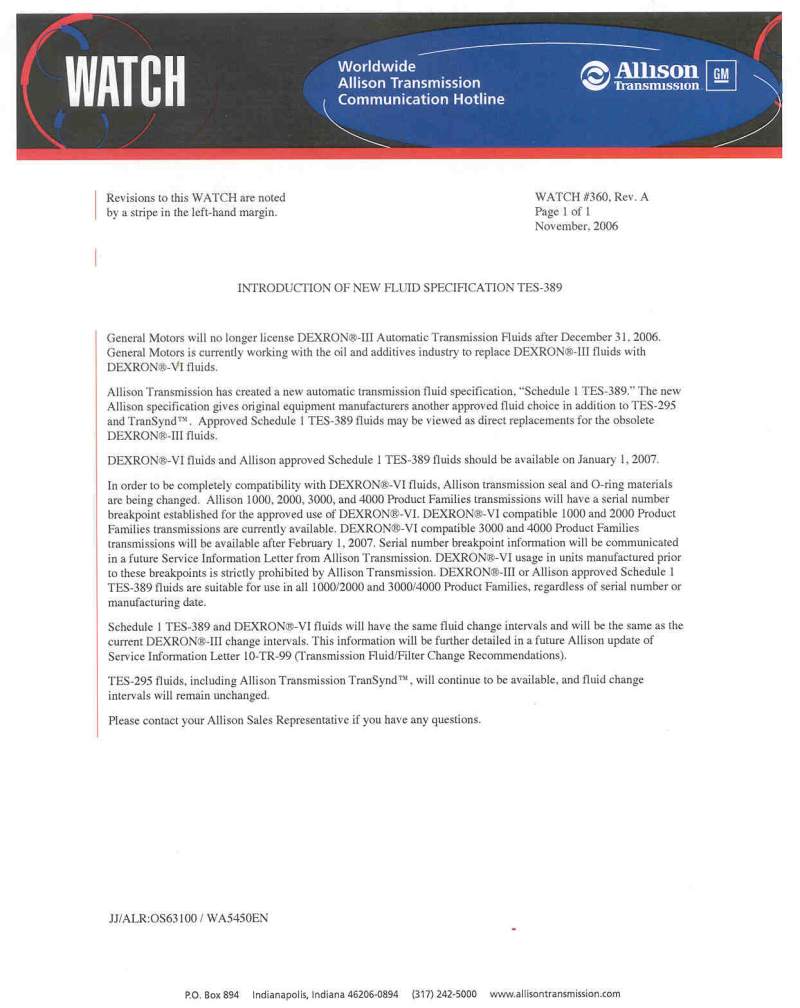 WATCH
Worldwide
Allison Transmission
Communication Hotline
Allison
Transmission
GM
Revisions to this WATCH are noted
by a stripe in the left-hand margin.
WATCH #360, Rev. A
Page 1 of 1
November, 2006
INTRODUCTION OF NEW FLUID SPECIFICATION TES-389
General Motors will no longer license DEXRON®-III Automatic Transmission Fluids after December 31, 2006.
General Motors is currently working with the oil and additives industry to replace DEXRON®-III fluids with
DEXRON®-VI fluids.
Allison Transmission has created a new automatic transmission fluid specification, “Schedule 1 TES-389.” The new
Allison specification gives original equipment manufacturers another approved fluid choice in addition to TES-295
and TranSynd™. Approved Schedule 1 TES-389 fluids may be viewed as direct replacements for the obsolete
DEXRON®-III fluids.
DEXRON®-VI fluids and Allison approved Schedule 1 TES-389 fluids should be available on January 1, 2007.
In order to be completely compatibility with DEXRON®-VI fluids, Allison transmission seal and O-ring materials
are being changed. Allison 1000, 2000, 3000, and 4000 Product Families transmissions will have a serial number
breakpoint established for the approved use of DEXRON®-VI. DEXRON®-VI compatible 1000 and 2000 Product
Families transmissions are currently available. DEXRON®-VI compatible 3000 and 4000 Product Families
transmissions will be available after February 1, 2007. Serial number breakpoint information will be communicated
in a future Service Information Letter from Allison Transmission. DEXRON®-VI usage in units manufactured prior
to these breakpoints is strictly prohibited by Allison Transmission. DEXRON®-III or Allison approved Schedule 1
TES-389 fluids are suitable for use in all 1000/2000 and 3000/4000 Product Families, regardless of serial number or
manufacturing date.
Schedule 1 TES-389 and DEXRON®-VI fluids will have the same fluid change intervals and will be the same as the
current DEXRON®-III change intervals. This information will be further detailed in a future Allison update of
Service Information Letter 10-TR-99 (Transmission Fluid/Filter Change Recommendations).
TES-295 fluids, including Allison Transmission TranSynd™, will continue to be available, and fluid change
intervals will remain unchanged.
Please contact your Allison Sales Representative if you have any questions.
JJ/ALR:OS63100 / WA5450EN
P.O. Box 894 Indianapolis, Indiana 46206-0894 (317) 242-5000 www.allisontransmission.com